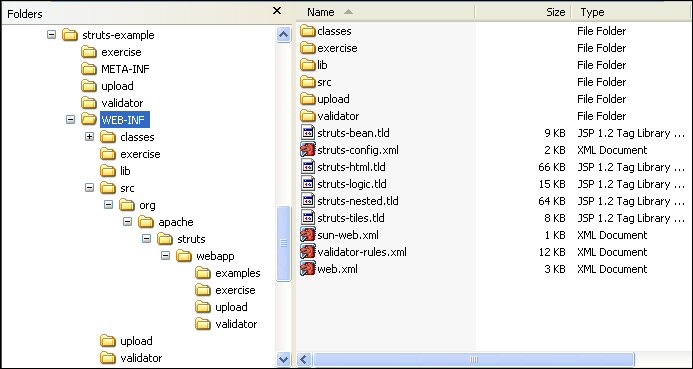 Folders
struts-example
exercise
META-INF
upload
validator
WEB-INF
classes
exercise
lib
src
org
apache
struts
webapp
examples
exercise
upload
validator
upload
validator
Name Size Type
classes File Folder
exercise File Folder
lib File Folder
src File Folder
upload File Folder
validator File Folder
struts-bean.tld 9 KB JSP 1.2 Tag Library ...
struts-config.xml 2 KB XML Document
struts-html.tld 66 KB JSP 1.2 Tag Library ...
struts-logic.tld 15 KB JSP 1.2 Tag Library ...
struts-nested.tld 64 KB JSP 1.2 Tag Library ...
struts-tiles.tld 8 KB JSP 1.2 Tag Library ...
sun-web.xml 1 KB XML Document
validator-rules.xml 12 KB XML Document
web.xml 3 KB XML Document